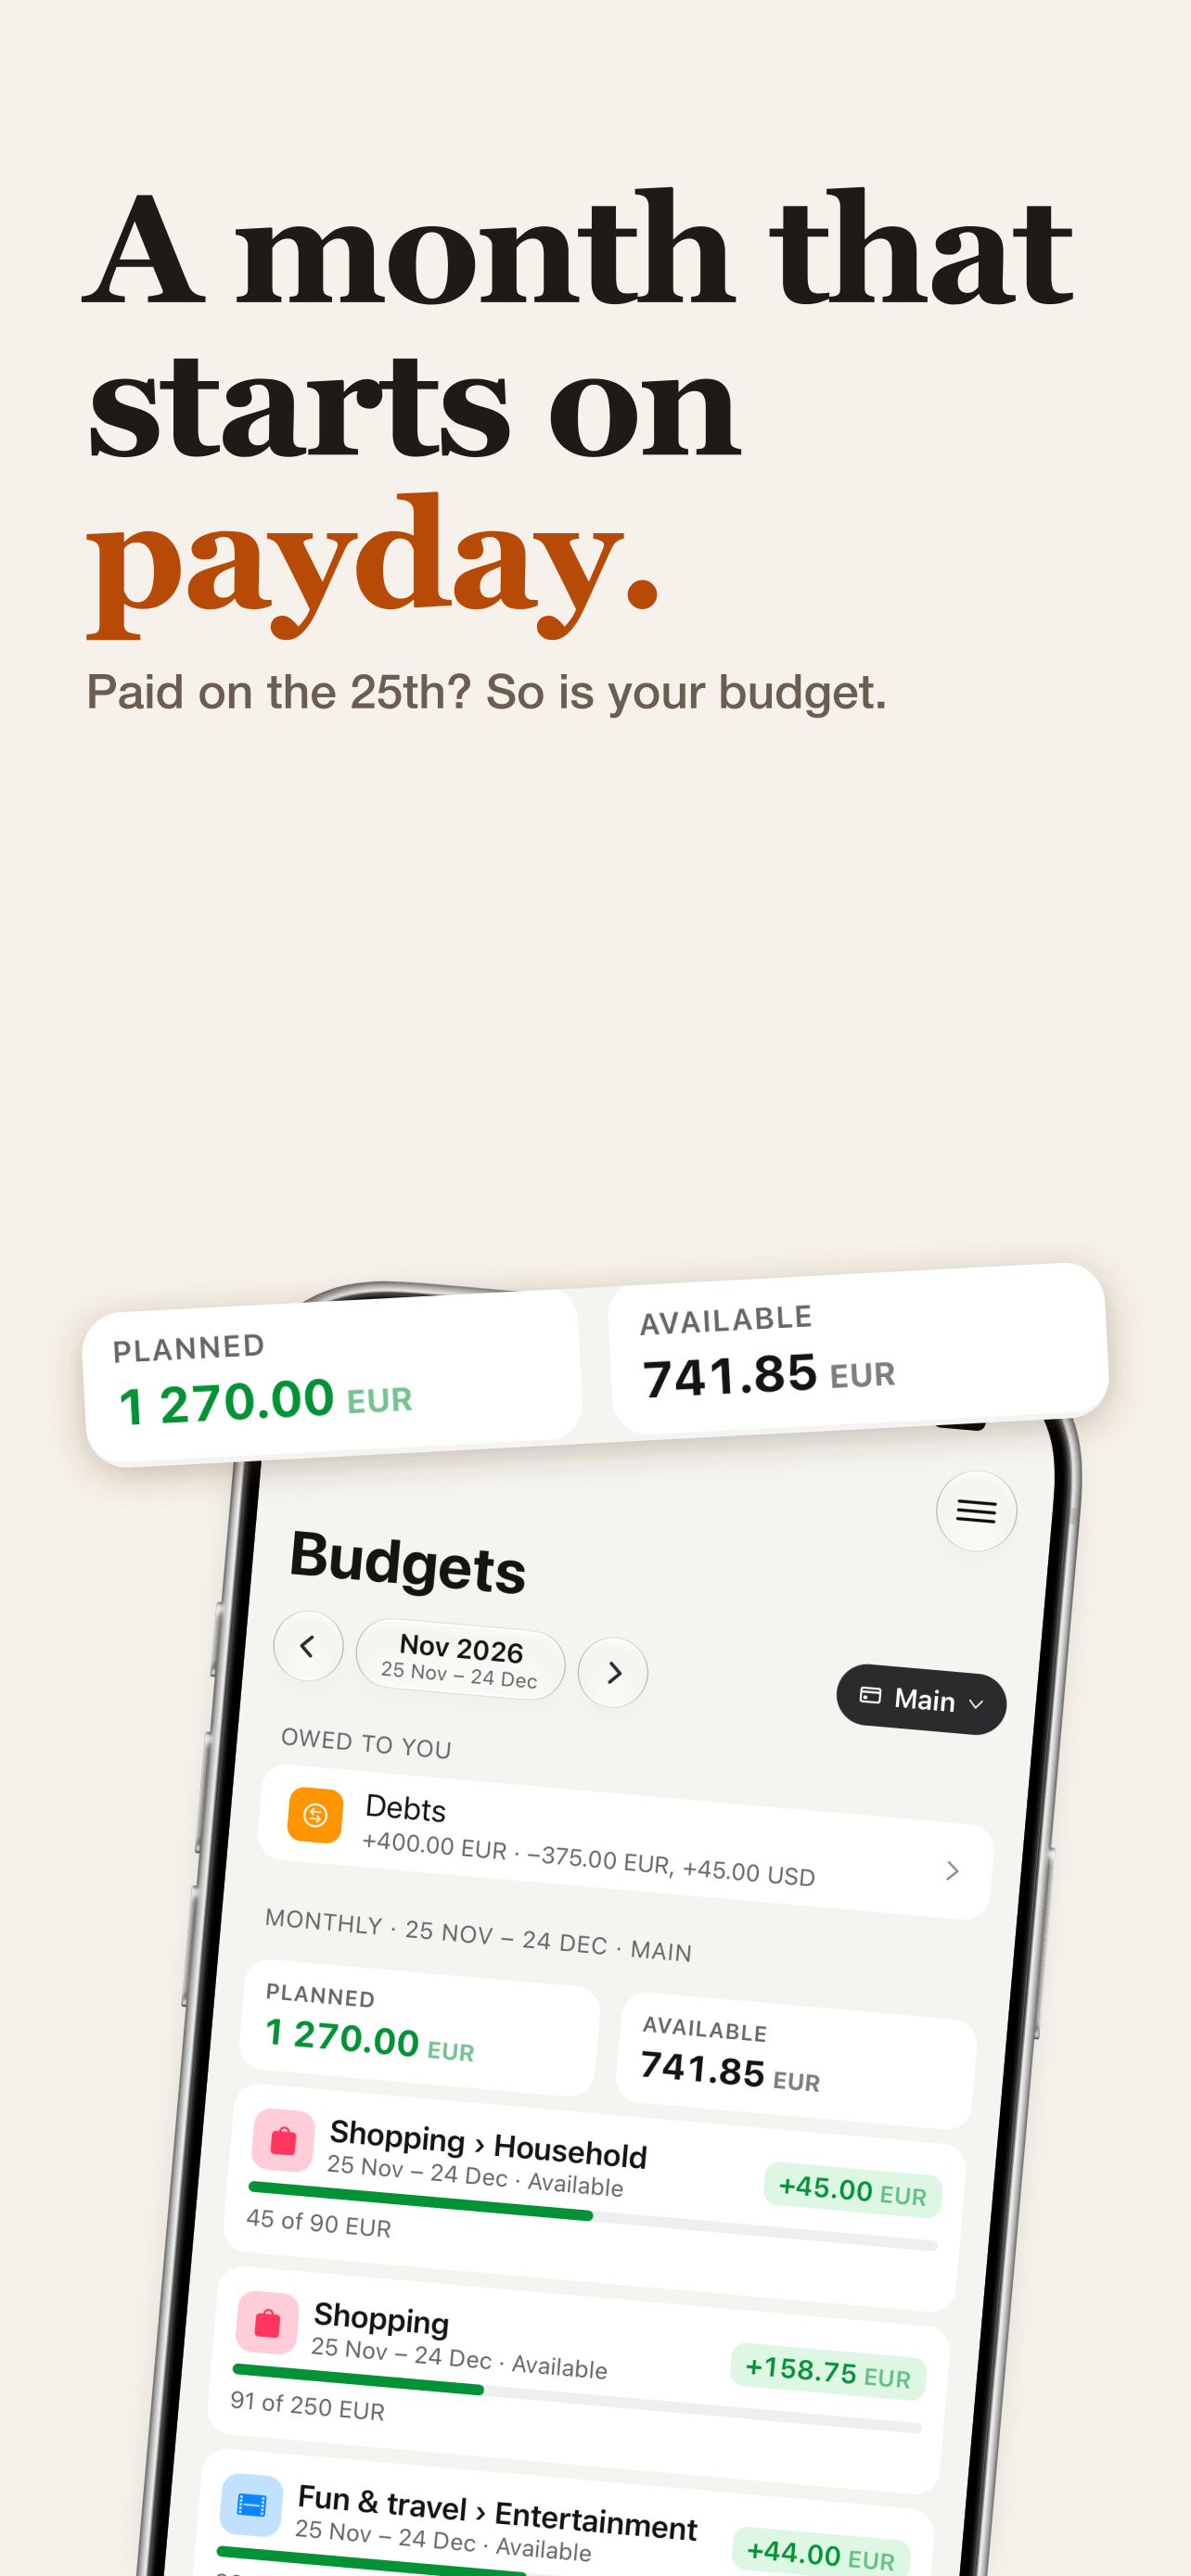 A month that
starts on
payday.
Paid on the 25th? So is your budget.
PLANNED
1 270.00 EUR
AVAILABLE
741.85 EUR
Budgets
Nov 2026
25 Nov – 24 Dec
Main
OWED TO YOU
Debts
+400.00 EUR · −375.00 EUR, +45.00 USD
MONTHLY · 25 NOV – 24 DEC · MAIN
PLANNED
1 270.00 EUR
AVAILABLE
741.85 EUR
Shopping › Household
25 Nov – 24 Dec · Available
+45.00 EUR
45 of 90 EUR
Shopping
25 Nov – 24 Dec · Available
+158.75 EUR
91 of 250 EUR
Fun & travel › Entertainment
25 Nov – 24 Dec · Available
+44.00 EUR